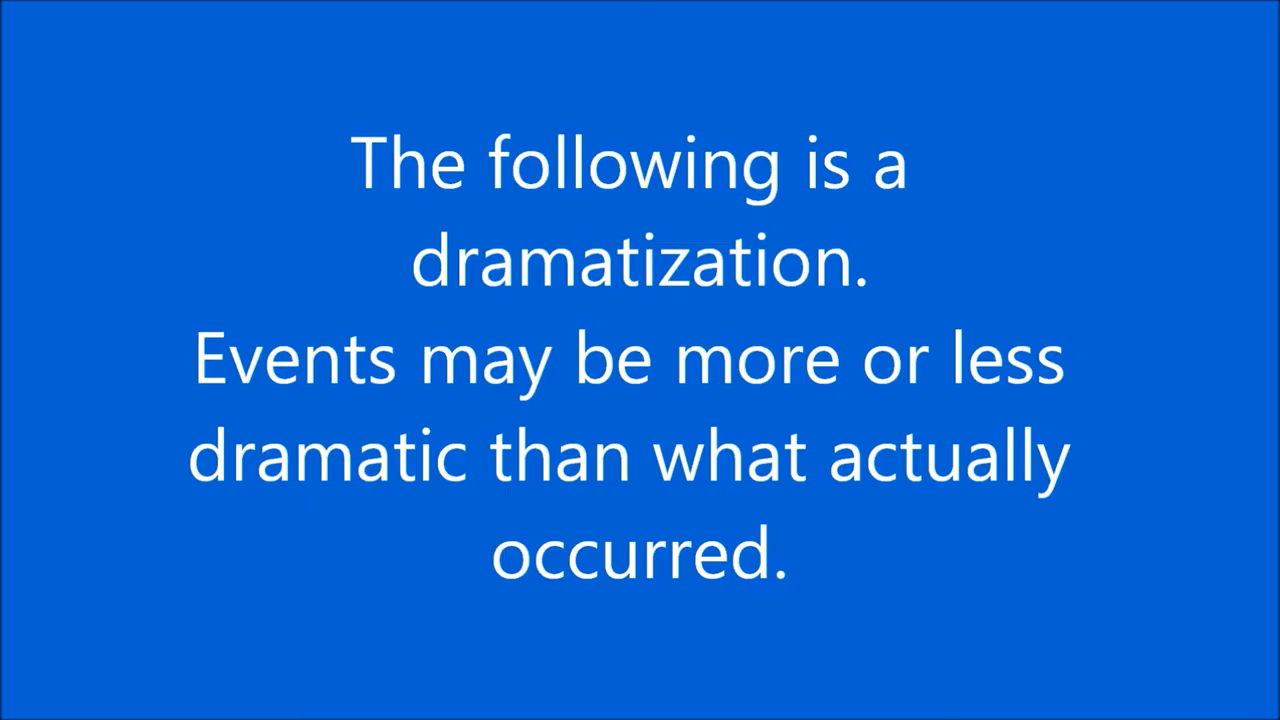 The following is a
dramatization.
Events may be more or less
dramatic than what actually
occurred.